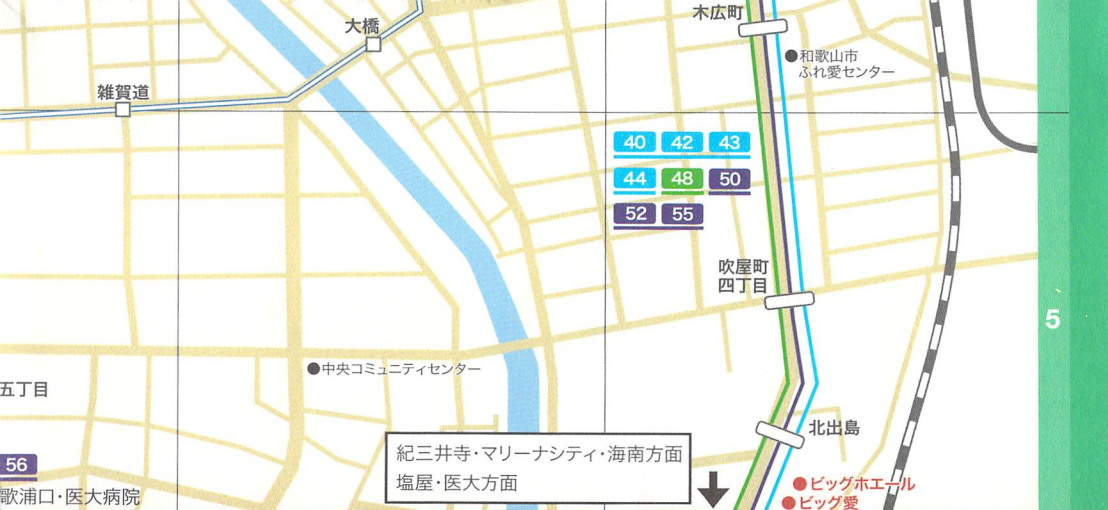 木広町
大橋
和歌山市
ふれ愛センター
雑賀道
40 42 43
44 48 50
52 55
吹屋町
四丁目
5
中央コミュニティセンター
五丁目
北出島
紀三井寺・マリーナシティ・海南方面
塩屋・医大方面
56
歌浦口・医大病院
ビッグホエール
ビッグ愛